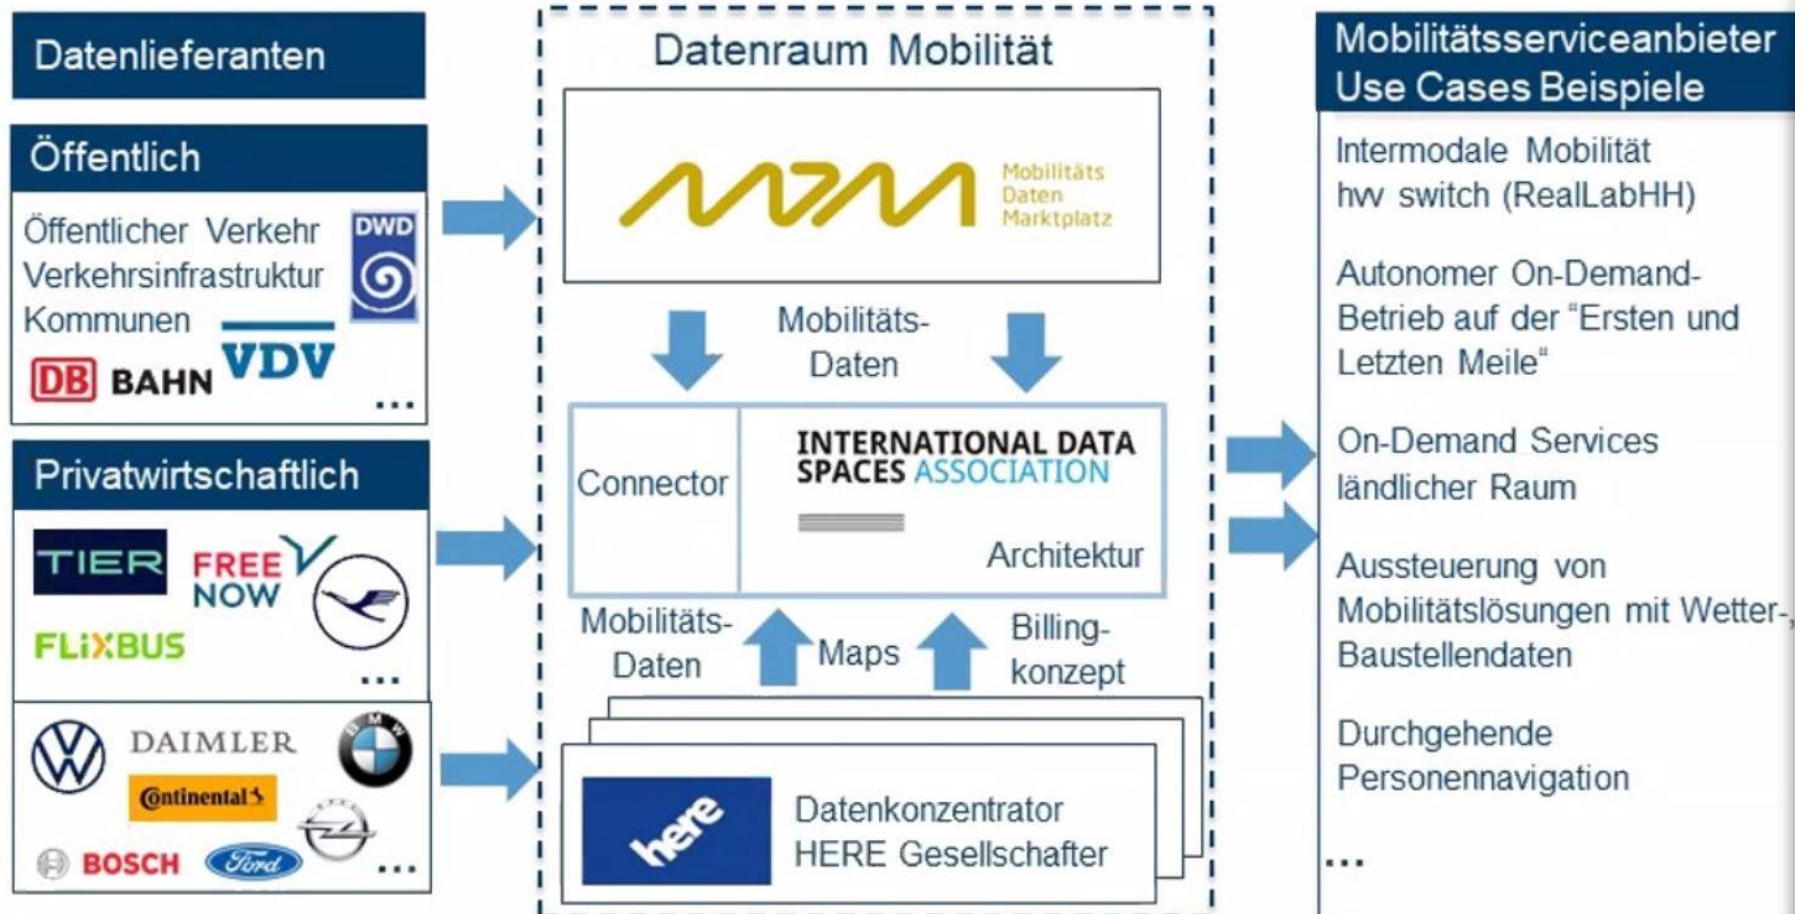 Datenlieferanten
Öffentlich
Öffentlicher Verkehr
Verkehrsinfrastruktur
Kommunen
DWD
DB BAHN
VDV
...
Privatwirtschaftlich
TIER
FREE
NOW
FLiXBUS
...
DAIMLER
BMW
Continental
BOSCH
Ford
...
Datenraum Mobilität
MDM
Mobilitäts
Daten
Marktplatz
Mobilitäts-
Daten
Connector
INTERNATIONAL DATA
SPACES ASSOCIATION
Architektur
Mobilitäts-
Daten
Maps
Billing-
konzept
here
Datenkonzentrator
HERE Gesellschafter
Mobilitätsserviceanbieter
Use Cases Beispiele
Intermodale Mobilität
hvv switch (RealLabHH)
Autonomer On-Demand-
Betrieb auf der “Ersten und
Letzten Meile“
On-Demand Services
ländlicher Raum
Aussteuerung von
Mobilitätslösungen mit Wetter-,
Baustellendaten
Durchgehende
Personennavigation
...